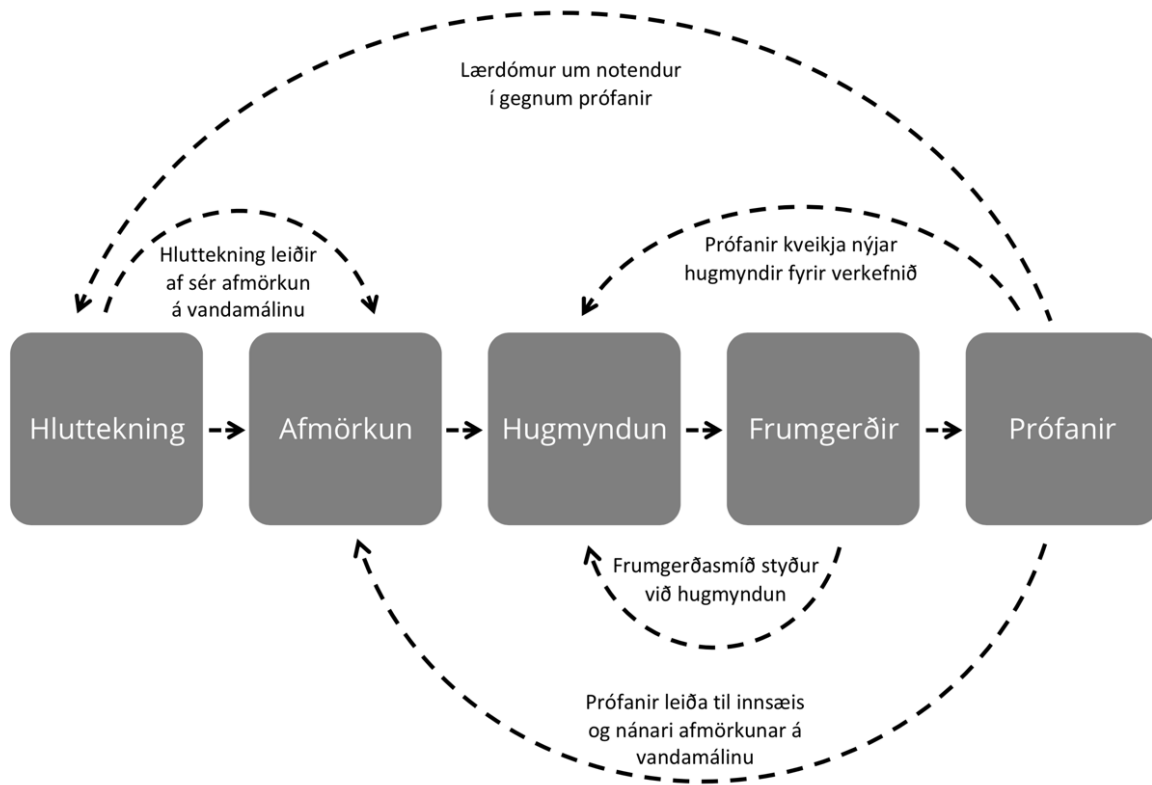 Lærdómur um notendur
í gegnum prófanir
Hluttekning leiðir
af sér afmörkun
á vandamálinu
Prófanir kveikja nýjar
hugmyndir fyrir verkefnið
Hluttekning
Afmörkun
Hugmyndun
Frumgerðir
Prófanir
Frumgerðasmíð styður
við hugmyndun
Prófanir leiða til innsæis
og nánari afmörkunar á
vandamálinu